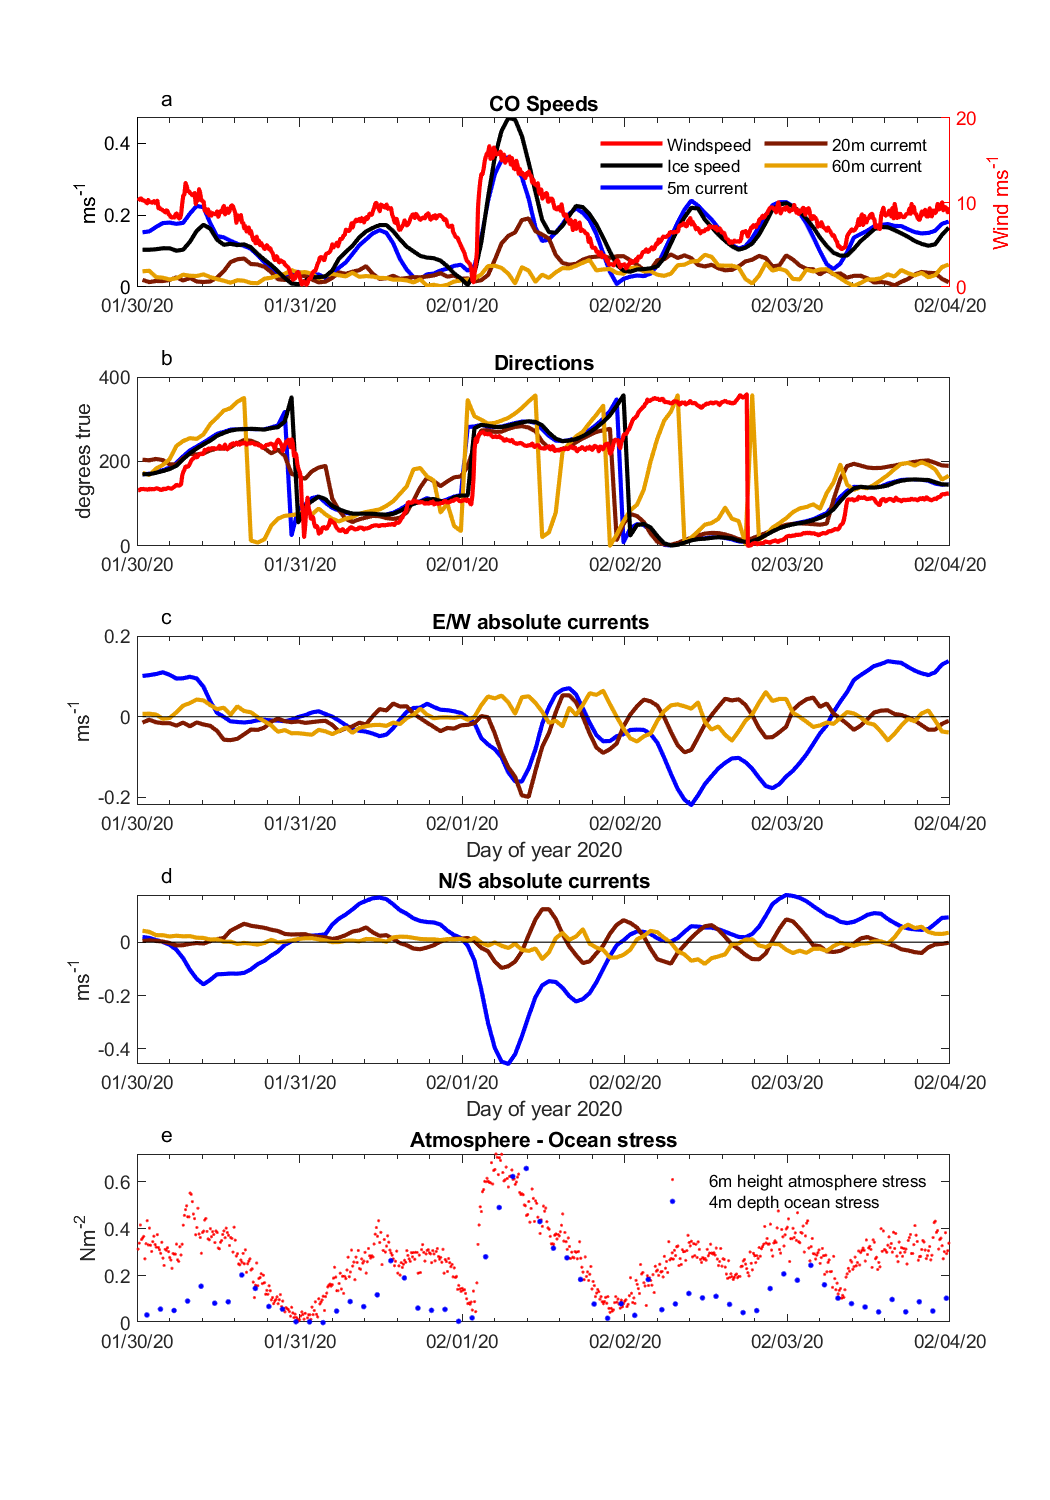 a
CO Speeds
0.4
0.2
0
ms-1
20
10
0
Wind ms-1
Windspeed
Ice speed
5m current
20m curremt
60m current
01/30/20 01/31/20 02/01/20 02/02/20 02/03/20 02/04/20
b
Directions
400
200
0
degrees true
01/30/20 01/31/20 02/01/20 02/02/20 02/03/20 02/04/20
c
E/W absolute currents
0.2
0
-0.2
ms-1
01/30/20 01/31/20 02/01/20 02/02/20 02/03/20 02/04/20
Day of year 2020
d
N/S absolute currents
0
-0.2
-0.4
ms-1
01/30/20 01/31/20 02/01/20 02/02/20 02/03/20 02/04/20
Day of year 2020
e
Atmosphere - Ocean stress
0.6
0.4
0.2
0
Nm-2
6m height atmosphere stress
4m depth ocean stress
01/30/20 01/31/20 02/01/20 02/02/20 02/03/20 02/04/20